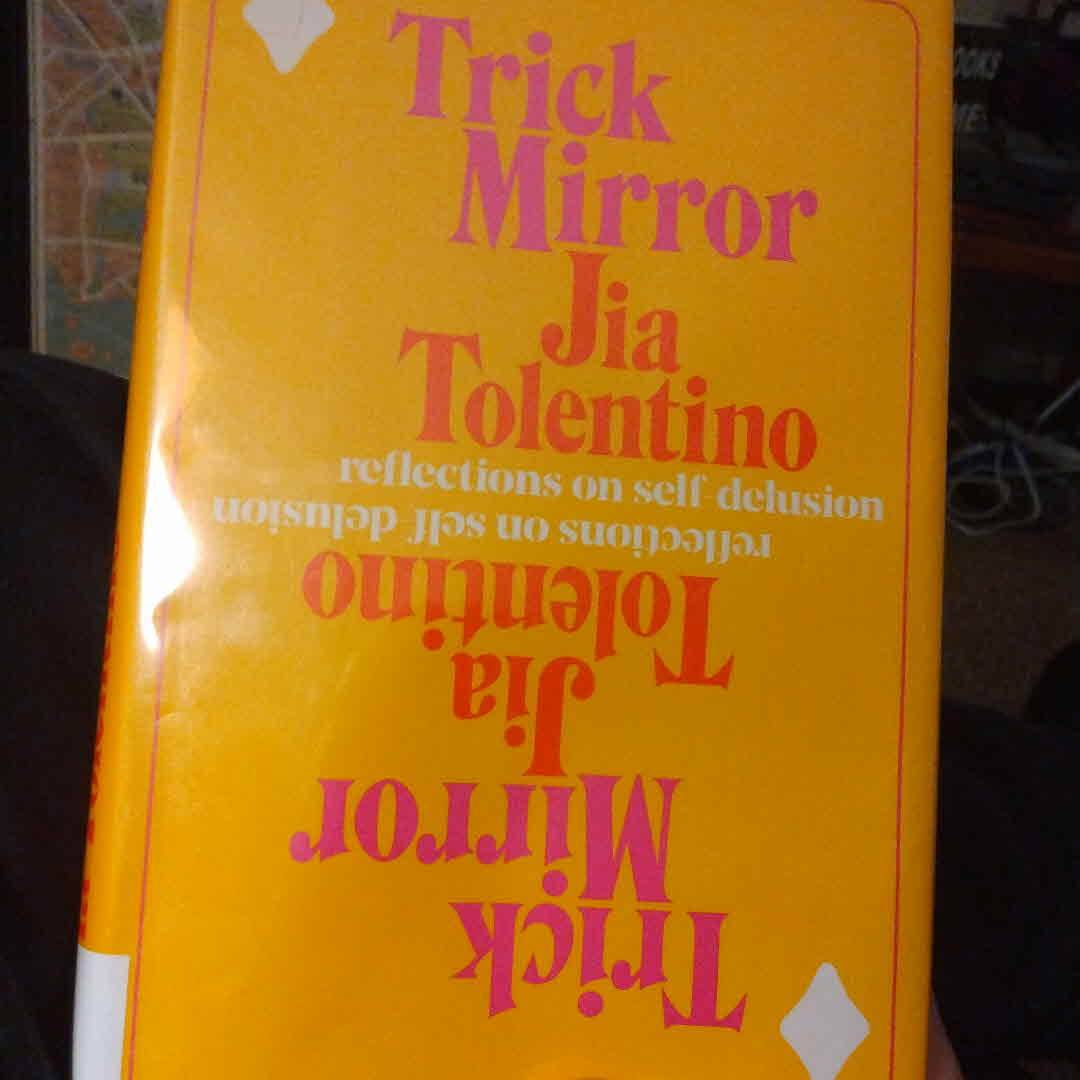 Trick
Mirror
Jia
Tolentino
reflections on self-delusion
reflections on self-delusion
Tolentino
Jia
Mirror
Trick